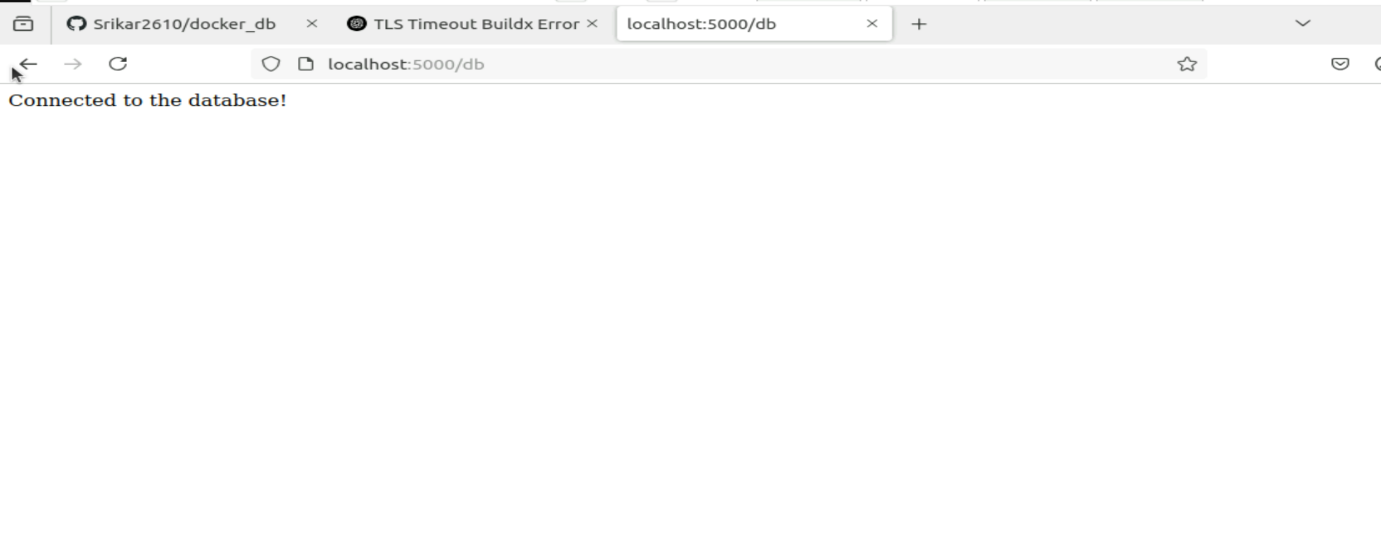 Srikar2610/docker_db
TLS Timeout Buildx Error
localhost:5000/db
localhost:5000/db
Connected to the database!